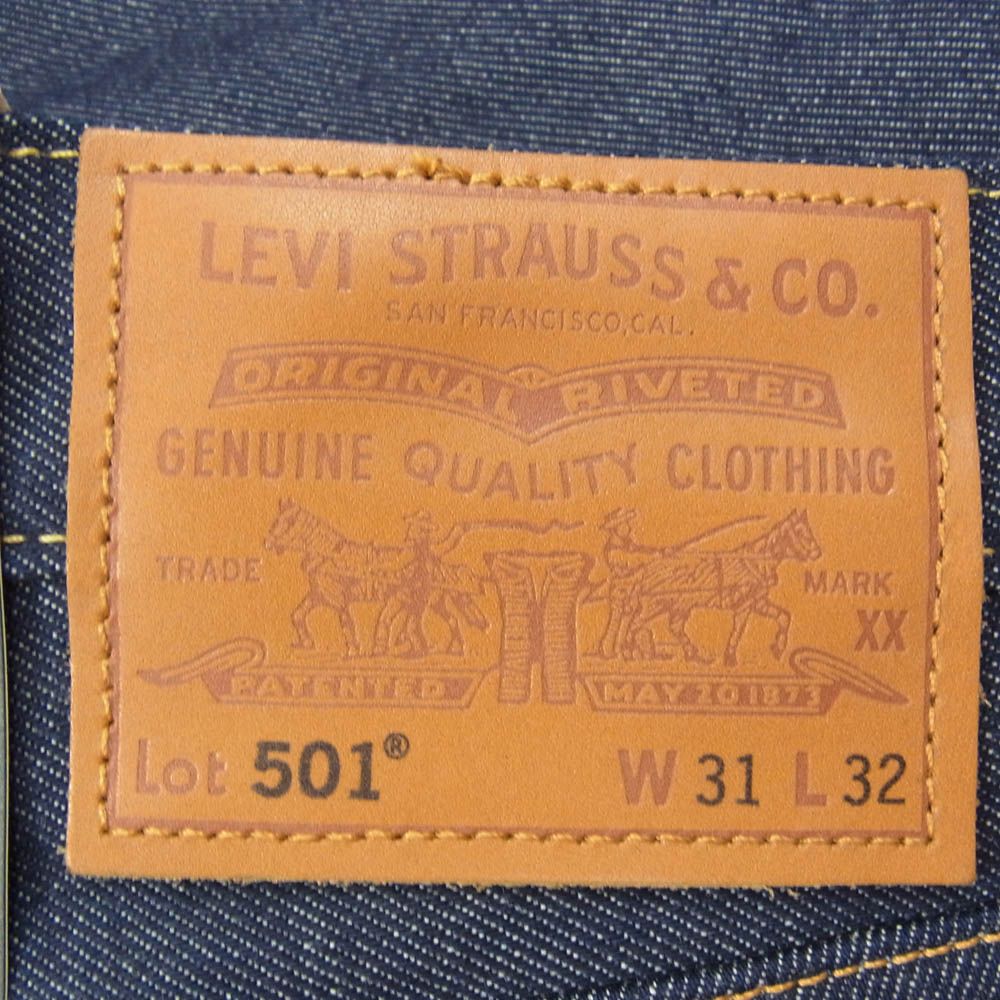 LEVI STRAUSS & CO.
SAN FRANCISCO, CAL.
ORIGINAL RIVETED
GENUINE QUALITY CLOTHING
TRADE MARK
XX
PATENTED MAY 20 1873
Lot 501® W 31 L 32